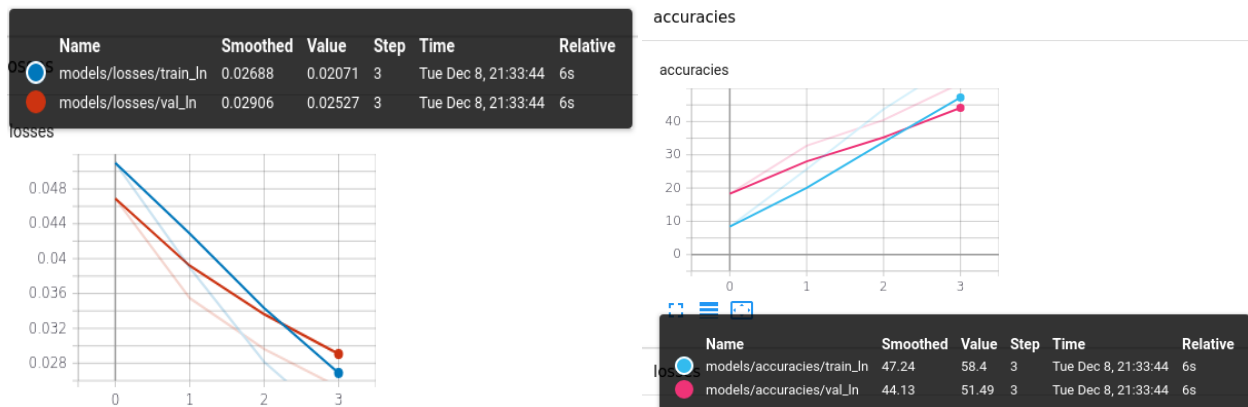 Name Smoothed Value Step Time Relative
models/losses/train_ln 0.02688 0.02071 3 Tue Dec 8, 21:33:44 6s
models/losses/val_ln 0.02906 0.02527 3 Tue Dec 8, 21:33:44 6s
losses
0.048
0.044
0.04
0.036
0.032
0.028
0 1 2 3
accuracies
accuracies
40
30
20
10
0
0 1 2 3
Name Smoothed Value Step Time Relative
models/accuracies/train_ln 47.24 58.4 3 Tue Dec 8, 21:33:44 6s
models/accuracies/val_ln 44.13 51.49 3 Tue Dec 8, 21:33:44 6s